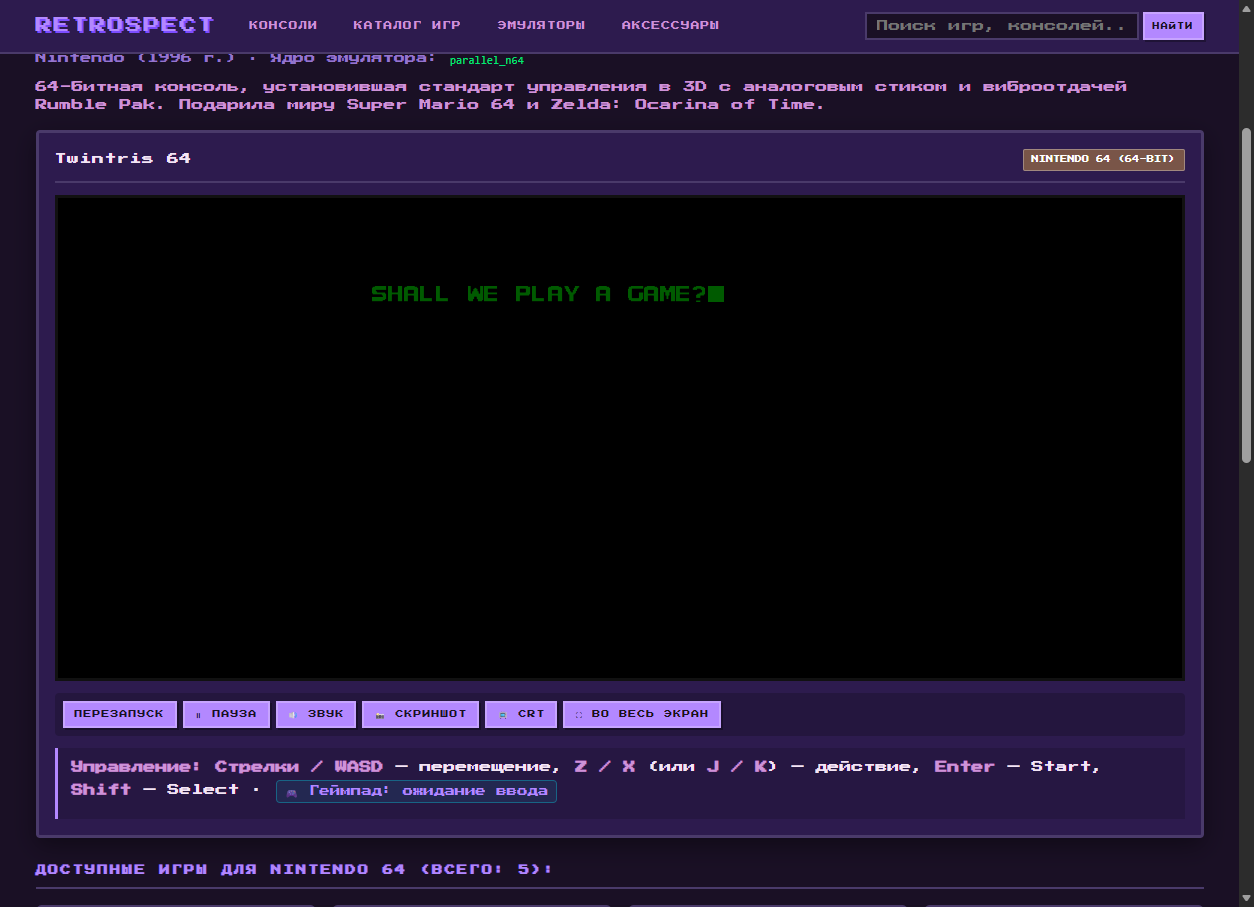 RETROSPECT
КОНСОЛИ
КАТАЛОГ ИГР
ЭМУЛЯТОРЫ
АКСЕССУАРЫ
Поиск игр, консолей..
НАЙТИ
Nintendo (1996 г.) · Ядро эмулятора: parallel_n64
64-битная консоль, установившая стандарт управления в 3D с аналоговым стиком и виброотдачей
Rumble Pak. Подарила миру Super Mario 64 и Zelda: Ocarina of Time.
Twintris 64
NINTENDO 64 (64-BIT)
SHALL WE PLAY A GAME?
ПЕРЕЗАПУСК
ПАУЗА
ЗВУК
СКРИНШОТ
CRT
ВО ВЕСЬ ЭКРАН
Управление: Стрелки / WASD — перемещение, Z / X (или J / K) — действие, Enter — Start,
Shift — Select · Геймпад: ожидание ввода
ДОСТУПНЫЕ ИГРЫ ДЛЯ NINTENDO 64 (ВСЕГО: 5):